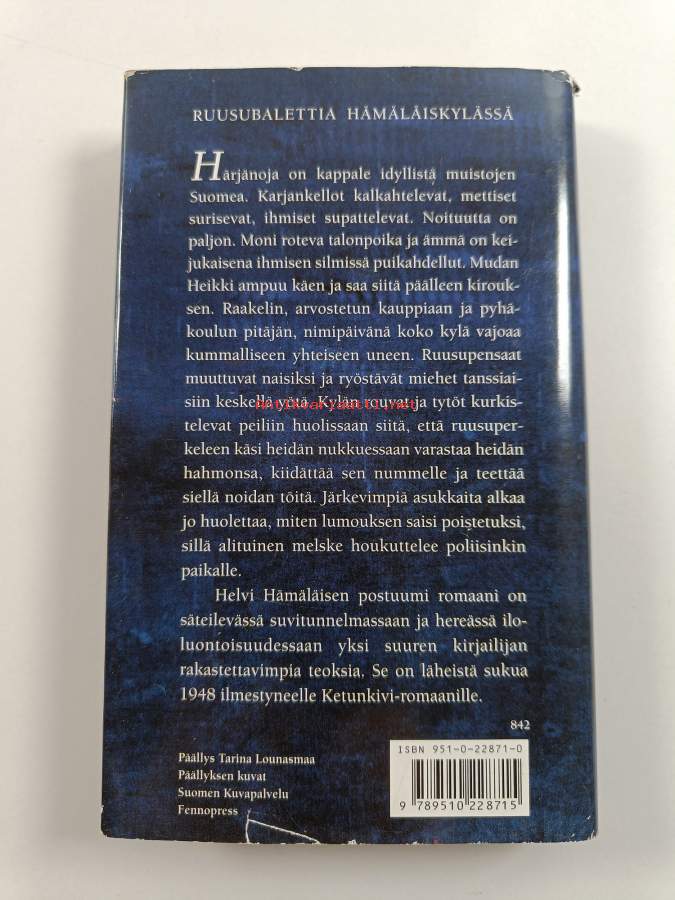 RUUSUBALETTIA HÄMÄLÄISKYLÄSSÄ
Härjänoja on kappale idyllistä muistojen
Suomea. Karjankellot kalkahtelevat, mettiset
surisevat, ihmiset supattelevat. Noituutta on
paljon. Moni roteva talonpoika ja ämmä on kei-
jukaisena ihmisen silmissä puikahdellut. Mudan
Heikki ampuu käen ja saa siitä päälleen kirouk-
sen. Raakelin, arvostetun kauppiaan ja pyhä-
koulun pitäjän, nimipäivänä koko kylä vajoaa
kummalliseen yhteiseen uneen. Ruusupensaat
muuttuvat naisiksi ja ryöstävät miehet tanssiai-
siin keskellä yötä. Kylän rouvat ja tytöt kurkis-
televat peiliin huolissaan siitä, että ruusuper-
keleen käsi heidän nukkuessaan varastaa heidän
hahmonsa, kiidättää sen nummelle ja teettää
siellä noidan töitä. Järkevimpiä asukkaita alkaa
jo huolettaa, miten lumouksen saisi poistetuksi,
sillä alituinen melske houkuttelee poliisinkin
paikalle.
Helvi Hämäläisen postuumi romaani on
säteilevässä suvitunnelmassaan ja hereässä ilo-
luontoisuudessaan yksi suuren kirjailijan
rakastettavimpia teoksia. Se on läheistä sukua
1948 ilmestyneelle Ketunkivi-romaanille.
842
Päällys Tarina Lounasmaa
Päällyksen kuvat
Suomen Kuvapalvelu
Fennopress
ISBN 951-0-22871-0
9 789510 228715
antikvariaatti.net